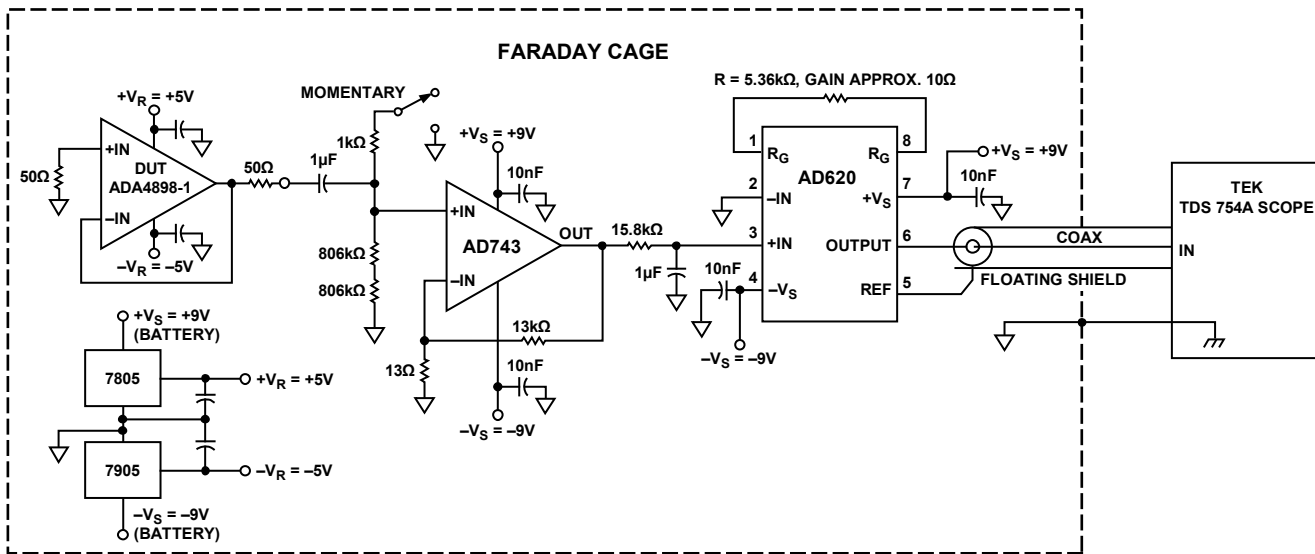 FARADAY CAGE
+VR = +5V
+IN
DUT
ADA4898-1
–IN
–VR = –5V
50Ω
50Ω
1µF
MOMENTARY
1kΩ
806kΩ
806kΩ
+VS = +9V
10nF
+IN
AD743
OUT
–IN
13kΩ
13Ω
10nF
–VS = –9V
15.8kΩ
1µF
R = 5.36kΩ, GAIN APPROX. 10Ω
1
RG
8
RG
AD620
2
–IN
7
+VS
+VS = +9V
10nF
3
+IN
6
OUTPUT
10nF
4
–VS
5
REF
–VS = –9V
COAX
FLOATING SHIELD
TEK
TDS 754A SCOPE
IN
+VS = +9V
(BATTERY)
7805
+VR = +5V
7905
–VR = –5V
–VS = –9V
(BATTERY)